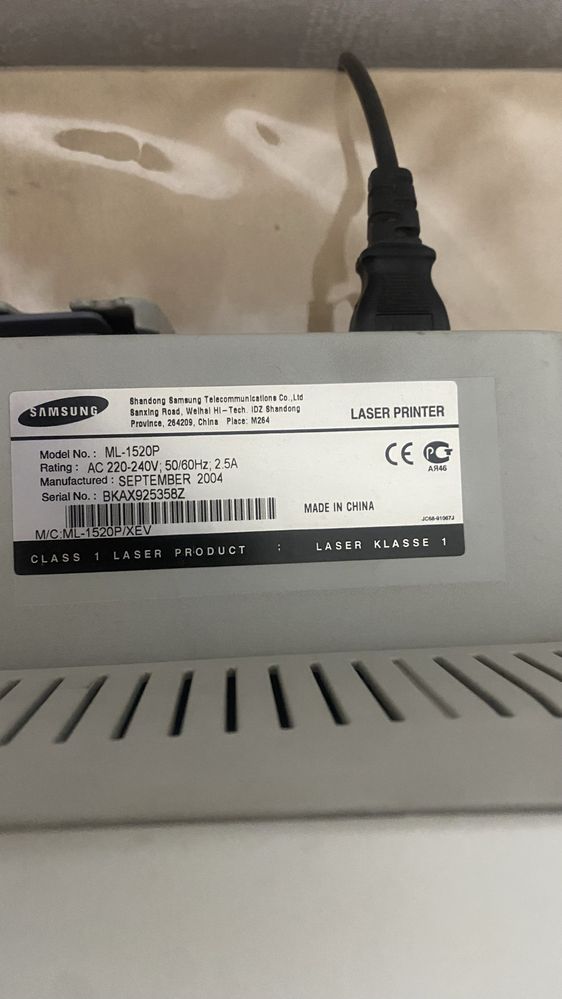 SAMSUNG
Shandong Samsung Telecommunications Co.,Ltd
Sanxing Road, Weihai Hi-Tech. IDZ Shandong
Province, 264209, China Place: M264
LASER PRINTER
Model No. : ML-1520P
Rating : AC 220-240V; 50/60Hz; 2.5A
Manufactured : SEPTEMBER 2004
Serial No. : BKAX925358Z
CE
АЯ46
MADE IN CHINA
JC68-91067J
M/C:ML-1520P/XEV
CLASS 1 LASER PRODUCT : LASER KLASSE 1